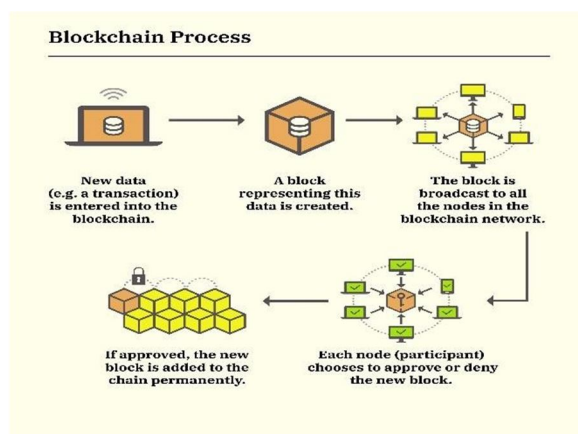 Blockchain Process
New data
(e.g. a transaction)
is entered into the
blockchain.
A block
representing this
data is created.
The block is
broadcast to all
the nodes in the
blockchain network.
If approved, the new
block is added to the
chain permanently.
Each node (participant)
chooses to approve or deny
the new block.